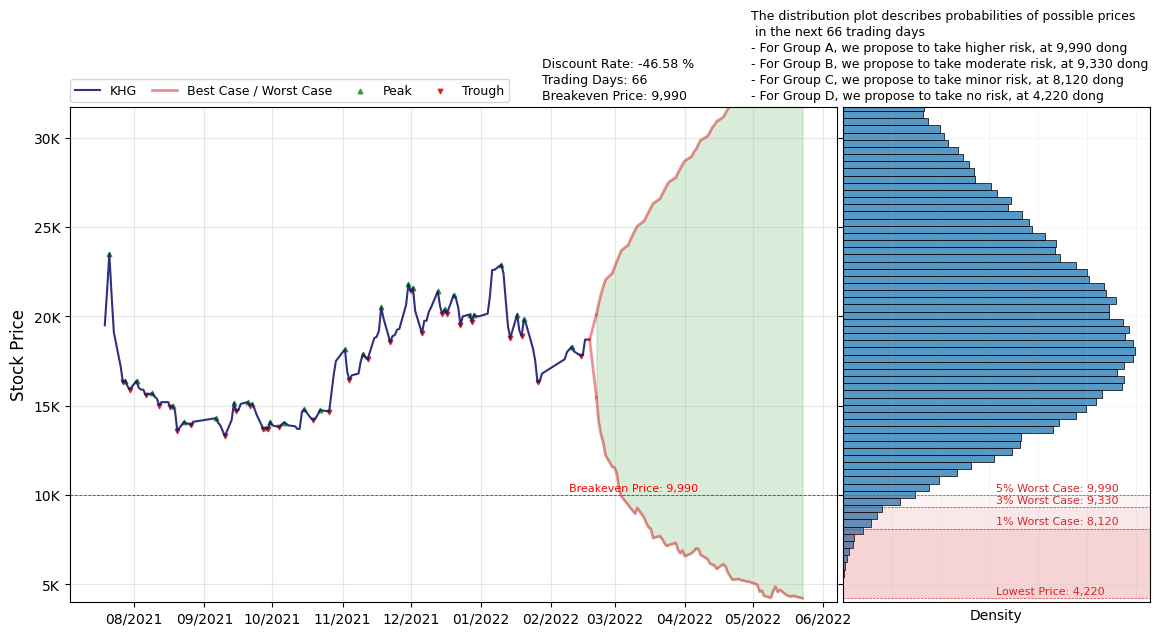 The distribution plot describes probabilities of possible prices
in the next 66 trading days
- For Group A, we propose to take higher risk, at 9,990 dong
- For Group B, we propose to take moderate risk, at 9,330 dong
- For Group C, we propose to take minor risk, at 8,120 dong
- For Group D, we propose to take no risk, at 4,220 dong
Discount Rate: -46.58 %
Trading Days: 66
Breakeven Price: 9,990
KHG Best Case / Worst Case Peak Trough
Stock Price
30K
25K
20K
15K
10K
5K
Breakeven Price: 9,990
5% Worst Case: 9,990
3% Worst Case: 9,330
1% Worst Case: 8,120
Lowest Price: 4,220
08/2021 09/2021 10/2021 11/2021 12/2021 01/2022 02/2022 03/2022 04/2022 05/2022 06/2022
Density